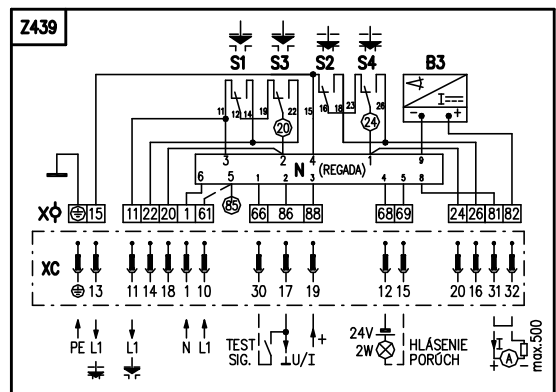 Z439
S1 S3 S2 S4 B3
I
11 12 14 19 22 15 16 18 23 26
20 24
- +
3 2 4 1 9
N (REGADA)
6 5 1 2 3 4 5 8
85
X 15 11 22 20 1 61 66 86 88 68 69 24 26 81 82
XC
13 11 14 18 1 10 30 17 19 12 15 20 16 31 32
PE L1 L1 N L1
TEST
SIG.
⊥U/I
+
24V
2W
HLÁSENIE
PORÚCH
I
+ A -
max.500